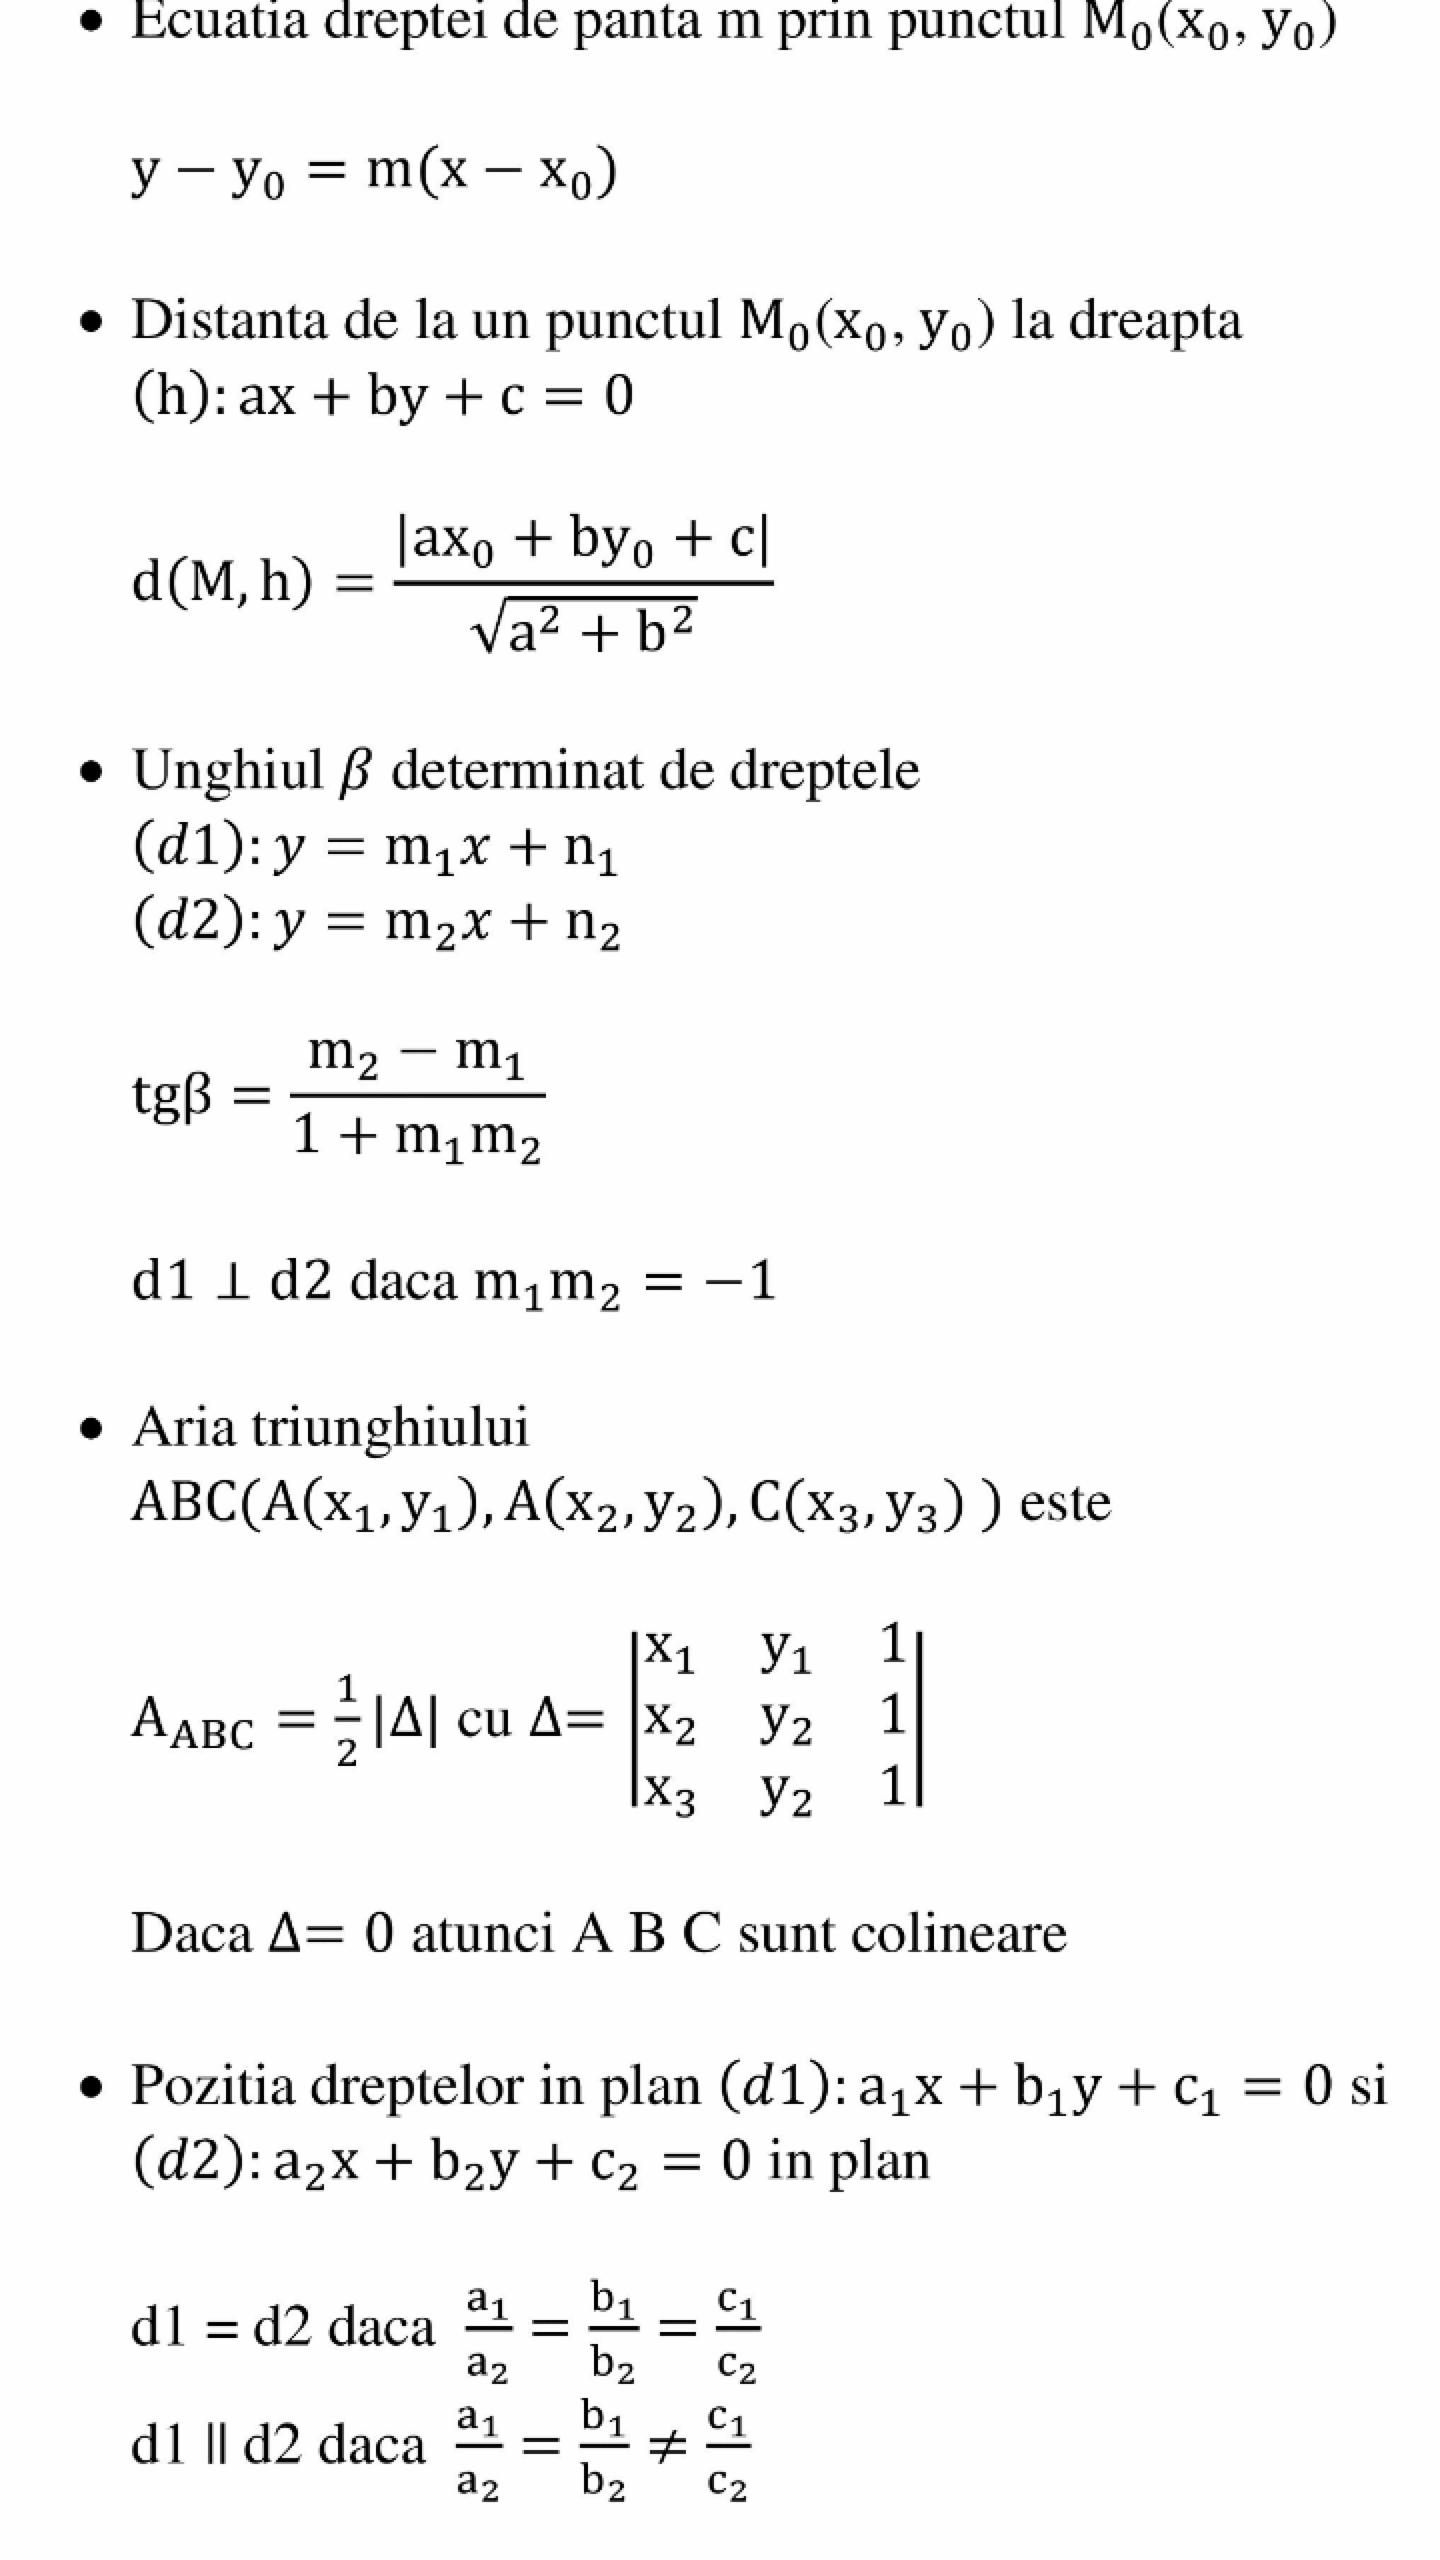 • Ecuatia dreptei de panta m prin punctul M₀(x₀, y₀)
y − y₀ = m(x − x₀)
• Distanta de la un punctul M₀(x₀, y₀) la dreapta
(h): ax + by + c = 0
d(M, h) = |ax₀ + by₀ + c| / √(a² + b²)
• Unghiul β determinat de dreptele
(d1): y = m₁x + n₁
(d2): y = m₂x + n₂
tgβ = (m₂ − m₁) / (1 + m₁m₂)
d1 ⊥ d2 daca m₁m₂ = −1
• Aria triunghiului
ABC(A(x₁, y₁), A(x₂, y₂), C(x₃, y₃) ) este
A_ABC = 1/2 |Δ| cu Δ= |x₁ y₁ 1|
|x₂ y₂ 1|
|x₃ y₂ 1|
Daca Δ= 0 atunci A B C sunt colineare
• Pozitia dreptelor in plan (d1): a₁x + b₁y + c₁ = 0 si
(d2): a₂x + b₂y + c₂ = 0 in plan
d1 = d2 daca a₁/a₂ = b₁/b₂ = c₁/c₂
d1 ∥ d2 daca a₁/a₂ = b₁/b₂ ≠ c₁/c₂